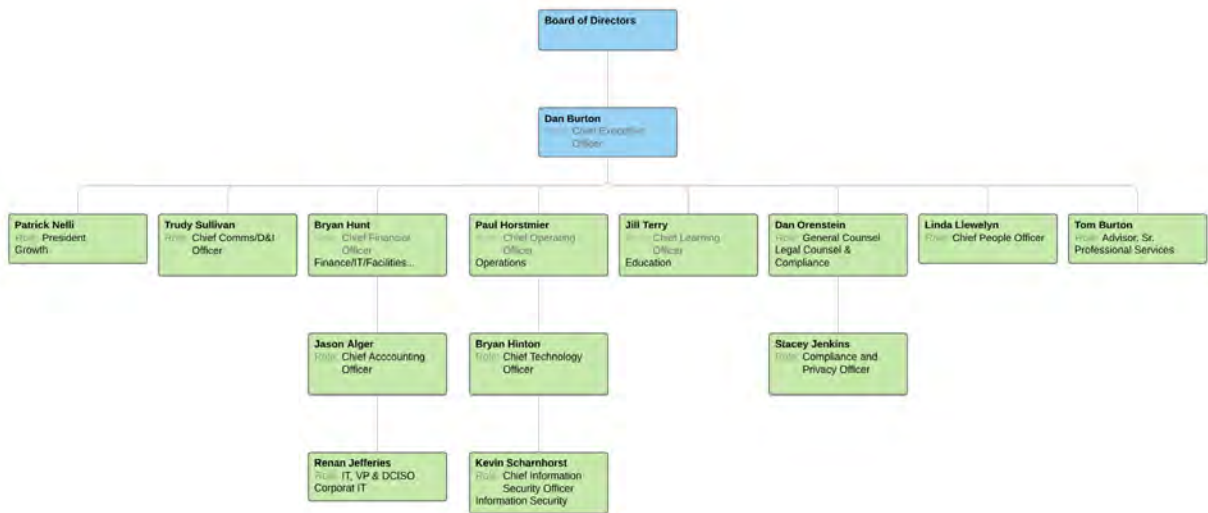 Board of Directors
Dan Burton
Role: Chief Executive
Officer
Patrick Nelli
Role: President
Growth
Trudy Sullivan
Role: Chief Comms/D&I
Officer
Bryan Hunt
Role: Chief Financial
Officer
Finance/IT/Facilities...
Paul Horstmier
Role: Chief Operating
Officer
Operations
Jill Terry
Role: Chief Learning
Officer
Education
Dan Orenstein
Role: General Counsel
Legal Counsel &
Compliance
Linda Llewelyn
Role: Chief People Officer
Tom Burton
Role: Advisor, Sr.
Professional Services
Jason Alger
Role: Chief Acccounting
Officer
Bryan Hinton
Role: Chief Technology
Officer
Stacey Jenkins
Role: Compliance and
Privacy Officer
Renan Jefferies
Role: IT, VP & DCISO
Corporat IT
Kevin Scharnhorst
Role: Chief Information
Security Officer
Information Security